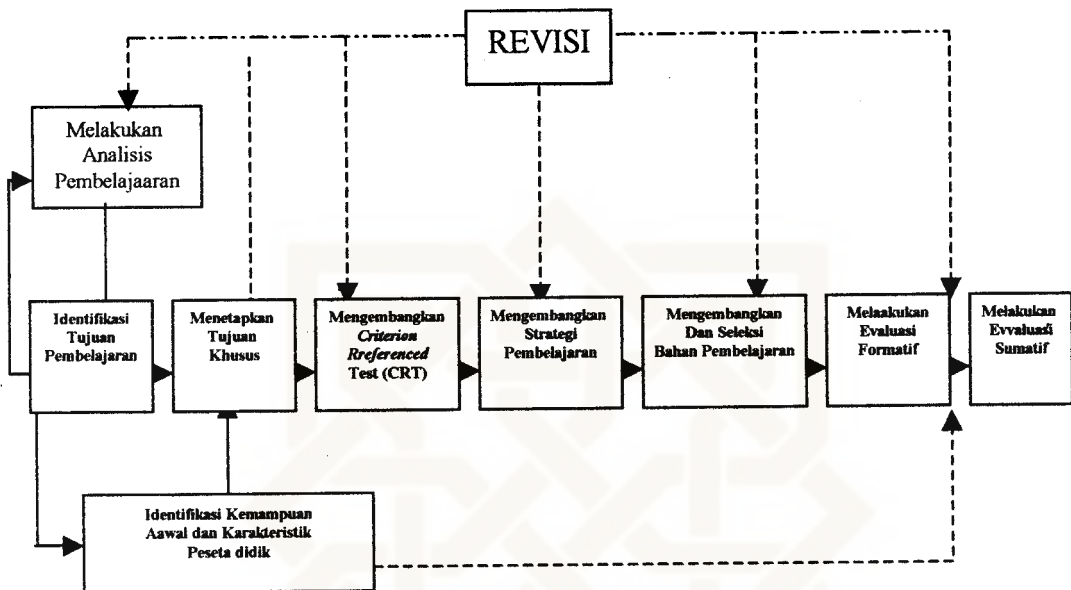 REVISI
Melakukan
Analisis
Pembelajaaran
Identifikasi
Tujuan
Pembelajaran
Menetapkan
Tujuan
Khusus
Mengembangkan
Criterion
Rreferenced
Test (CRT)
Mengembangkan
Strategi
Pembelajaran
Mengembangkan
Dan Seleksi
Bahan Pembelajaran
Melaakukan
Evaluasi
Formatif
Melakukan
Evvaluasi
Sumatif
Identifikasi Kemampuan
Aawal dan Karakteristik
Peseta didik